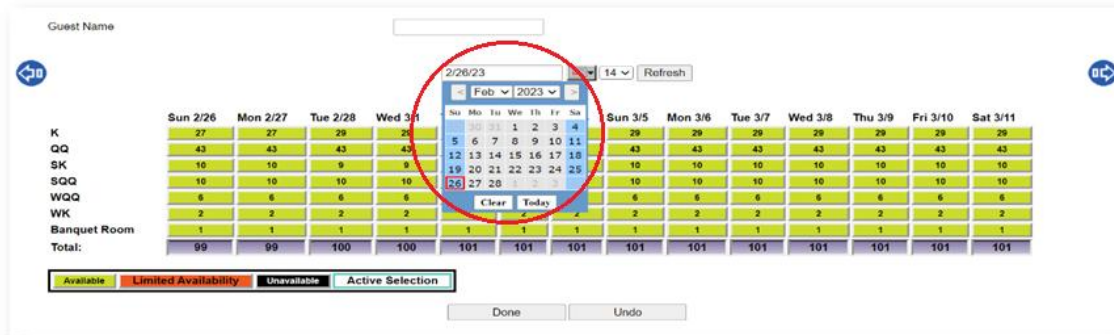 Guest Name
2/26/23 14 Refresh
< Feb 2023 >
Su Mo Tu We Th Fr Sa
30 31 1 2 3 4
5 6 7 8 9 10 11
12 13 14 15 16 17 18
19 20 21 22 23 24 25
26 27 28 1 2 3
Clear Today
Sun 2/26 Mon 2/27 Tue 2/28 Wed 3/1 Sun 3/5 Mon 3/6 Tue 3/7 Wed 3/8 Thu 3/9 Fri 3/10 Sat 3/11
K 27 27 29 29 29 29 29 29 29 29 29
QQ 43 43 43 43 43 43 43 43 43 43 43
SK 10 10 9 9 10 10 10 10 10 10 10
SQQ 10 10 10 10 10 10 10 10 10 10 10
WQQ 6 6 6 6 6 6 6 6 6 6 6
WK 2 2 2 2 2 2 2 2 2 2 2 2 2
Banquet Room 1 1 1 1 1 1 1 1 1 1 1 1 1 1
Total: 99 99 100 100 101 101 101 101 101 101 101 101 101 101
Available Limited Availability Unavailable Active Selection
Done Undo